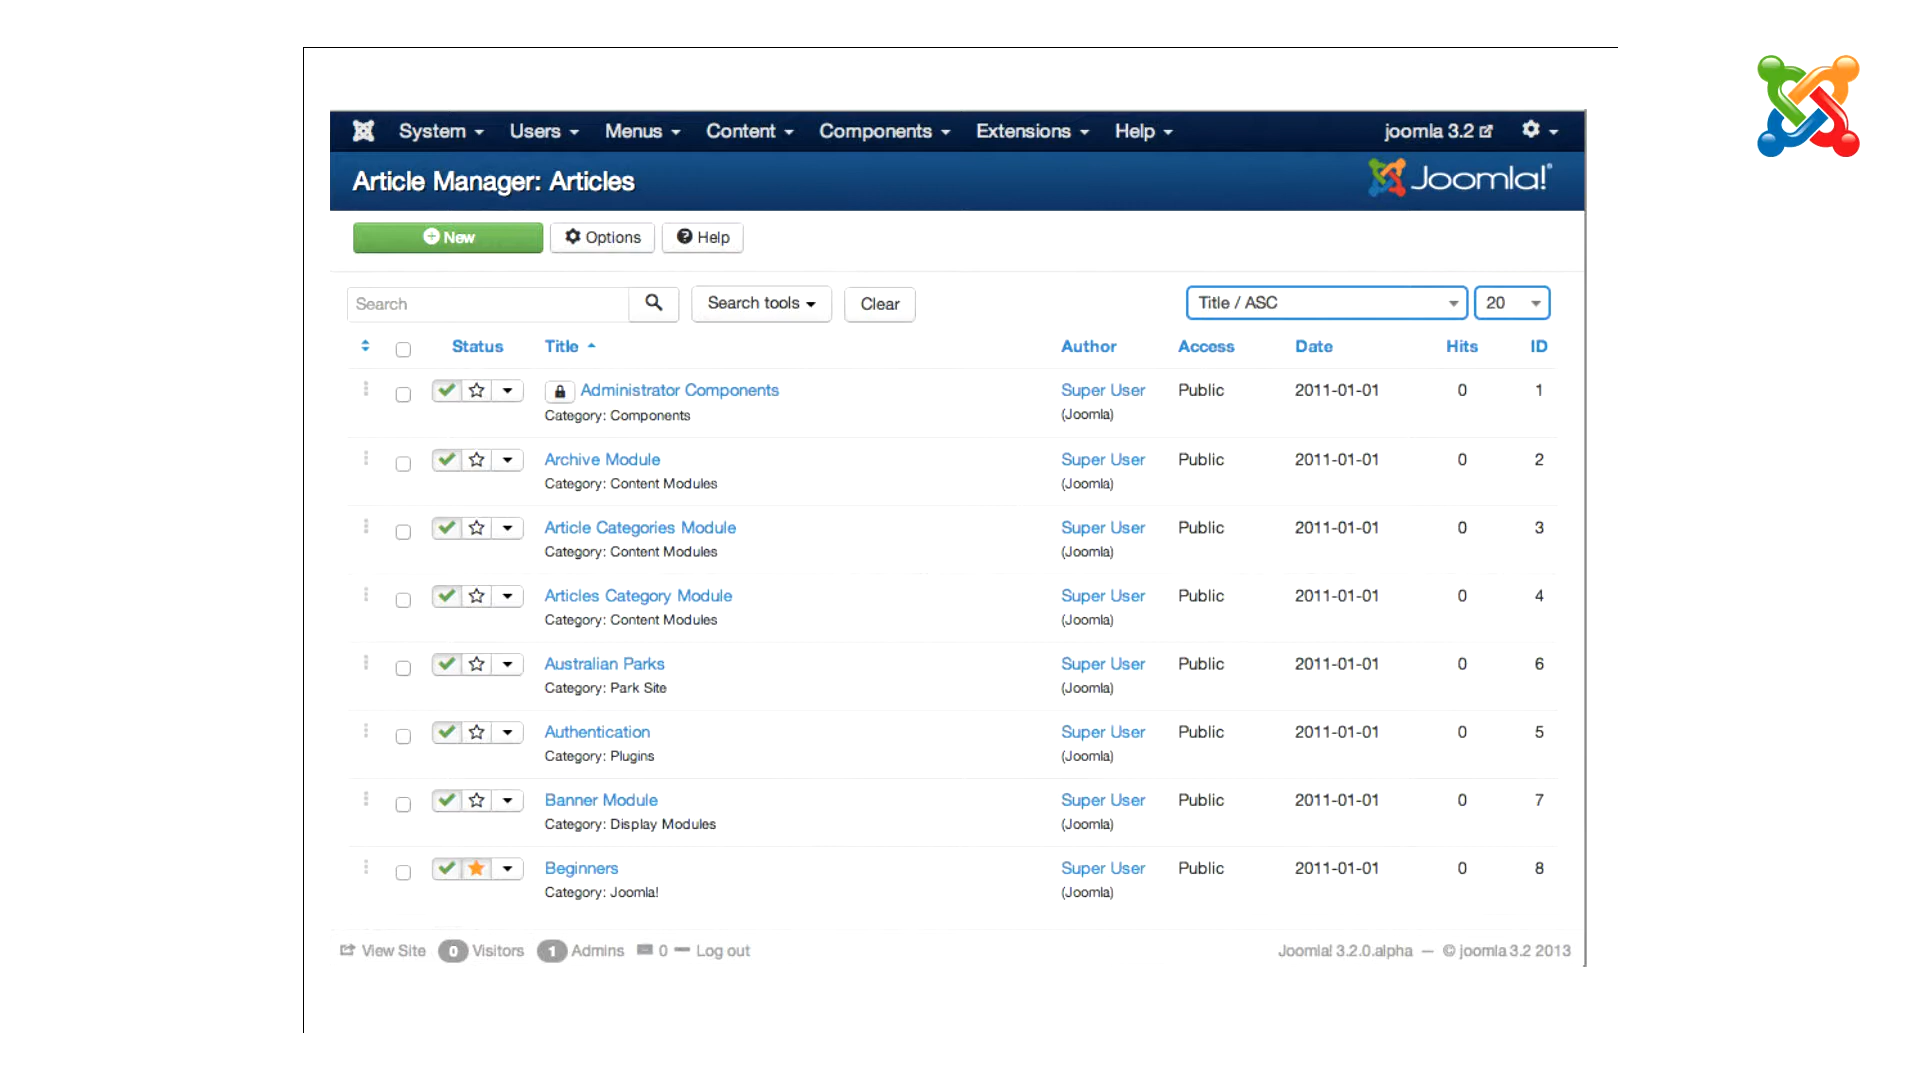 System Users Menus Content Components Extensions Help joomla 3.2
Article Manager: Articles Joomla!®
New Options Help
Search Search tools Clear Title / ASC 20
Status Title Author Access Date Hits ID
Administrator Components Super User Public 2011-01-01 0 1
Category: Components (Joomla)
Archive Module Super User Public 2011-01-01 0 2
Category: Content Modules (Joomla)
Article Categories Module Super User Public 2011-01-01 0 3
Category: Content Modules (Joomla)
Articles Category Module Super User Public 2011-01-01 0 4
Category: Content Modules (Joomla)
Australian Parks Super User Public 2011-01-01 0 6
Category: Park Site (Joomla)
Authentication Super User Public 2011-01-01 0 5
Category: Plugins (Joomla)
Banner Module Super User Public 2011-01-01 0 7
Category: Display Modules (Joomla)
Beginners Super User Public 2011-01-01 0 8
Category: Joomla! (Joomla)
View Site 0 Visitors 1 Admins 0 Log out Joomla! 3.2.0.alpha — © joomla 3.2 2013